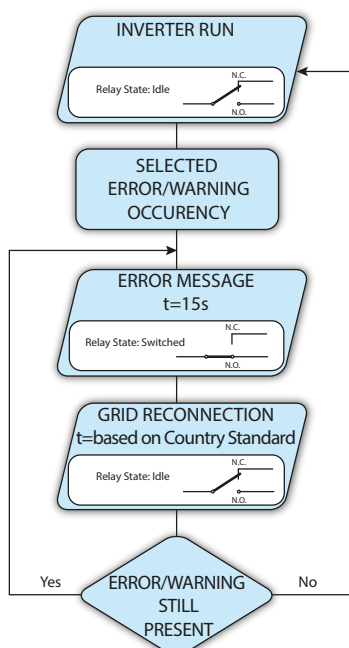 INVERTER RUN
N.C.
Relay State: Idle
N.O.
SELECTED
ERROR/WARNING
OCCURENCY
ERROR MESSAGE
t=15s
N.C.
Relay State: Switched
N.O.
GRID RECONNECTION
t=based on Country Standard
N.C.
Relay State: Idle
N.O.
Yes
ERROR/WARNING
No
STILL
PRESENT